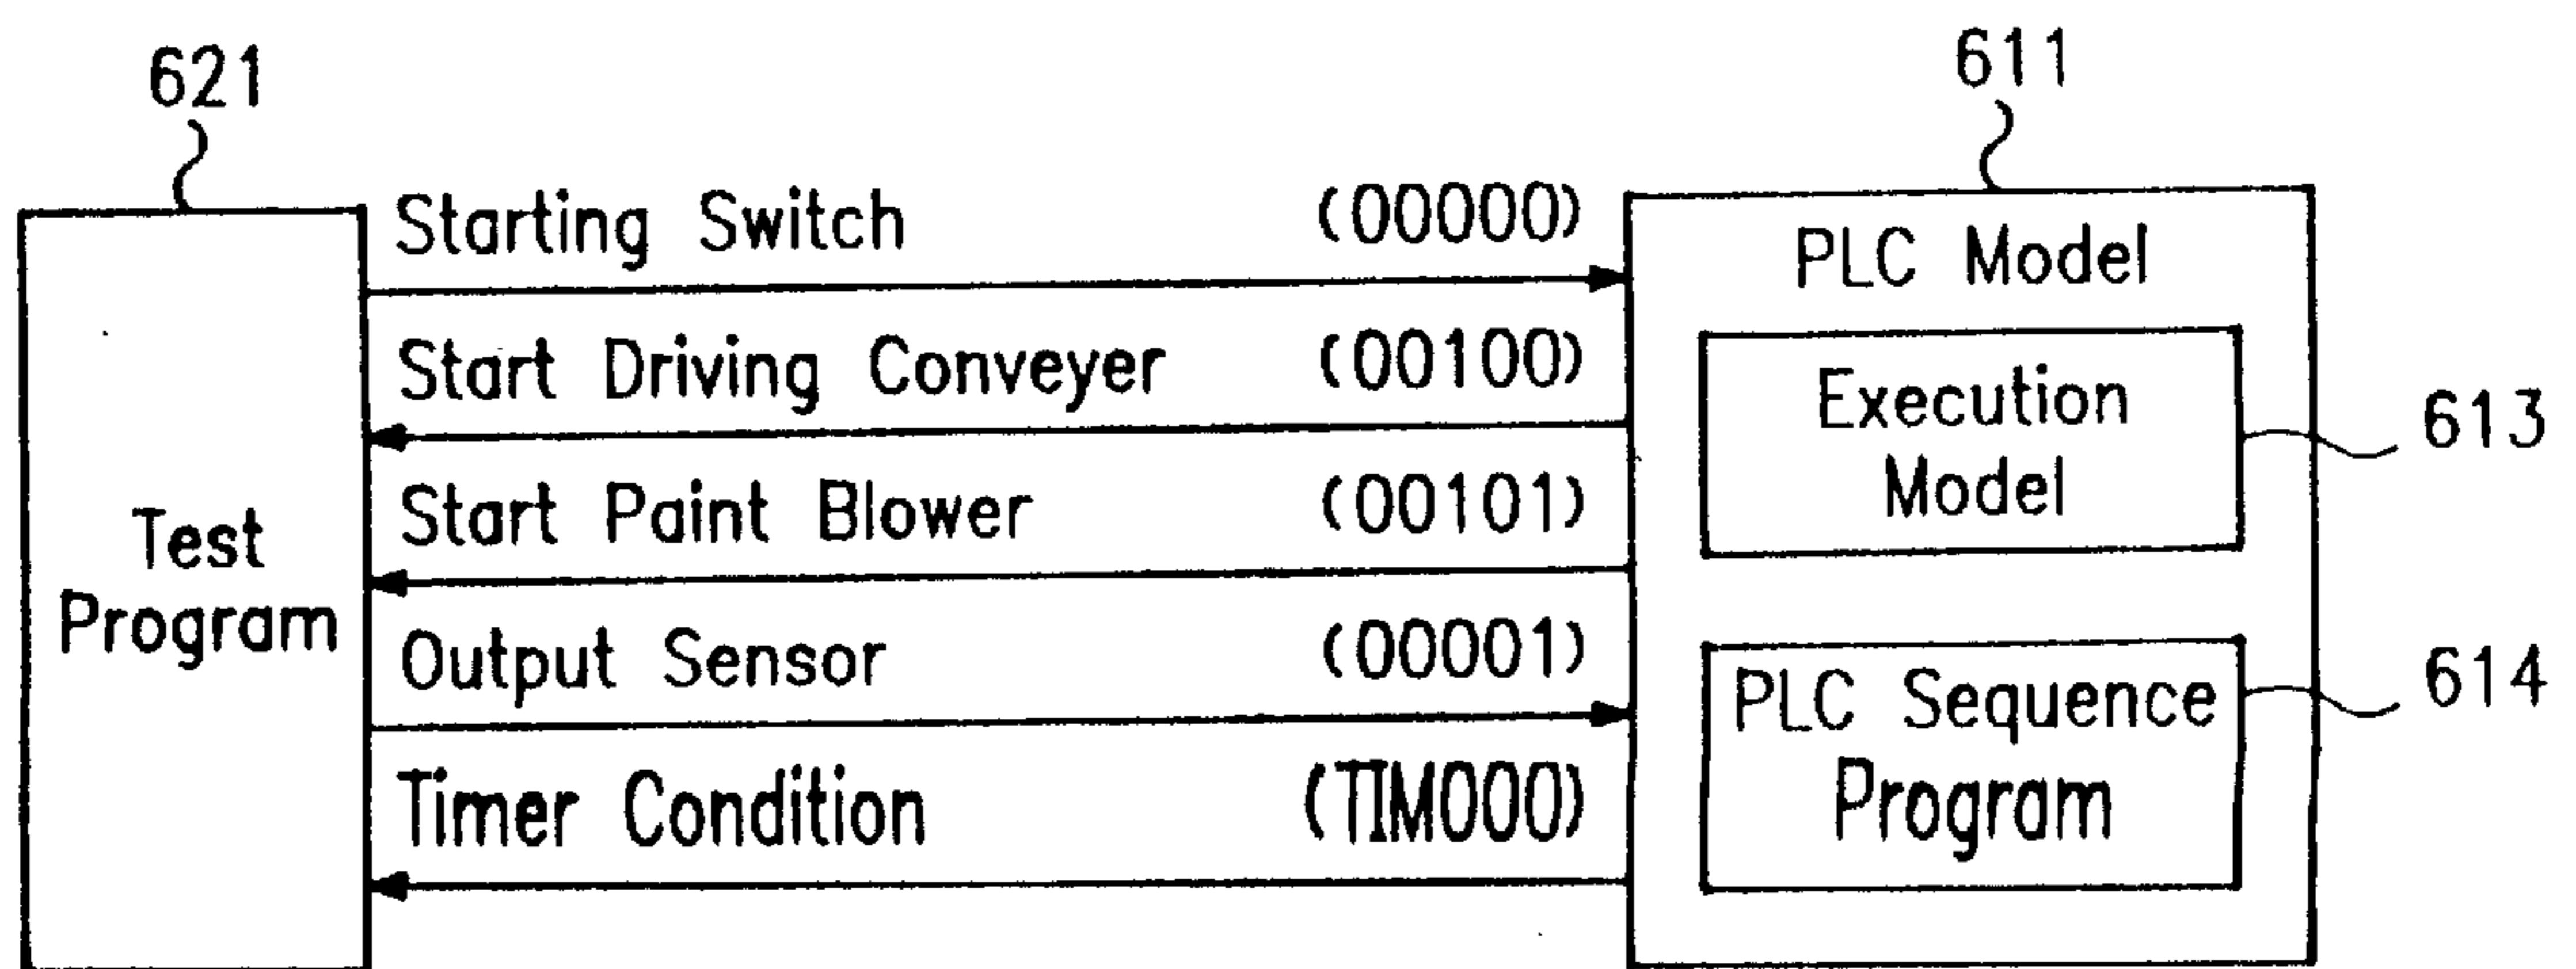 621
611
Starting Switch (00000)
PLC Model
Start Driving Conveyer (00100)
Execution
Model
613
Start Paint Blower (00101)
Test
Program
Output Sensor (00001)
PLC Sequence
Program
614
Timer Condition (TIM000)